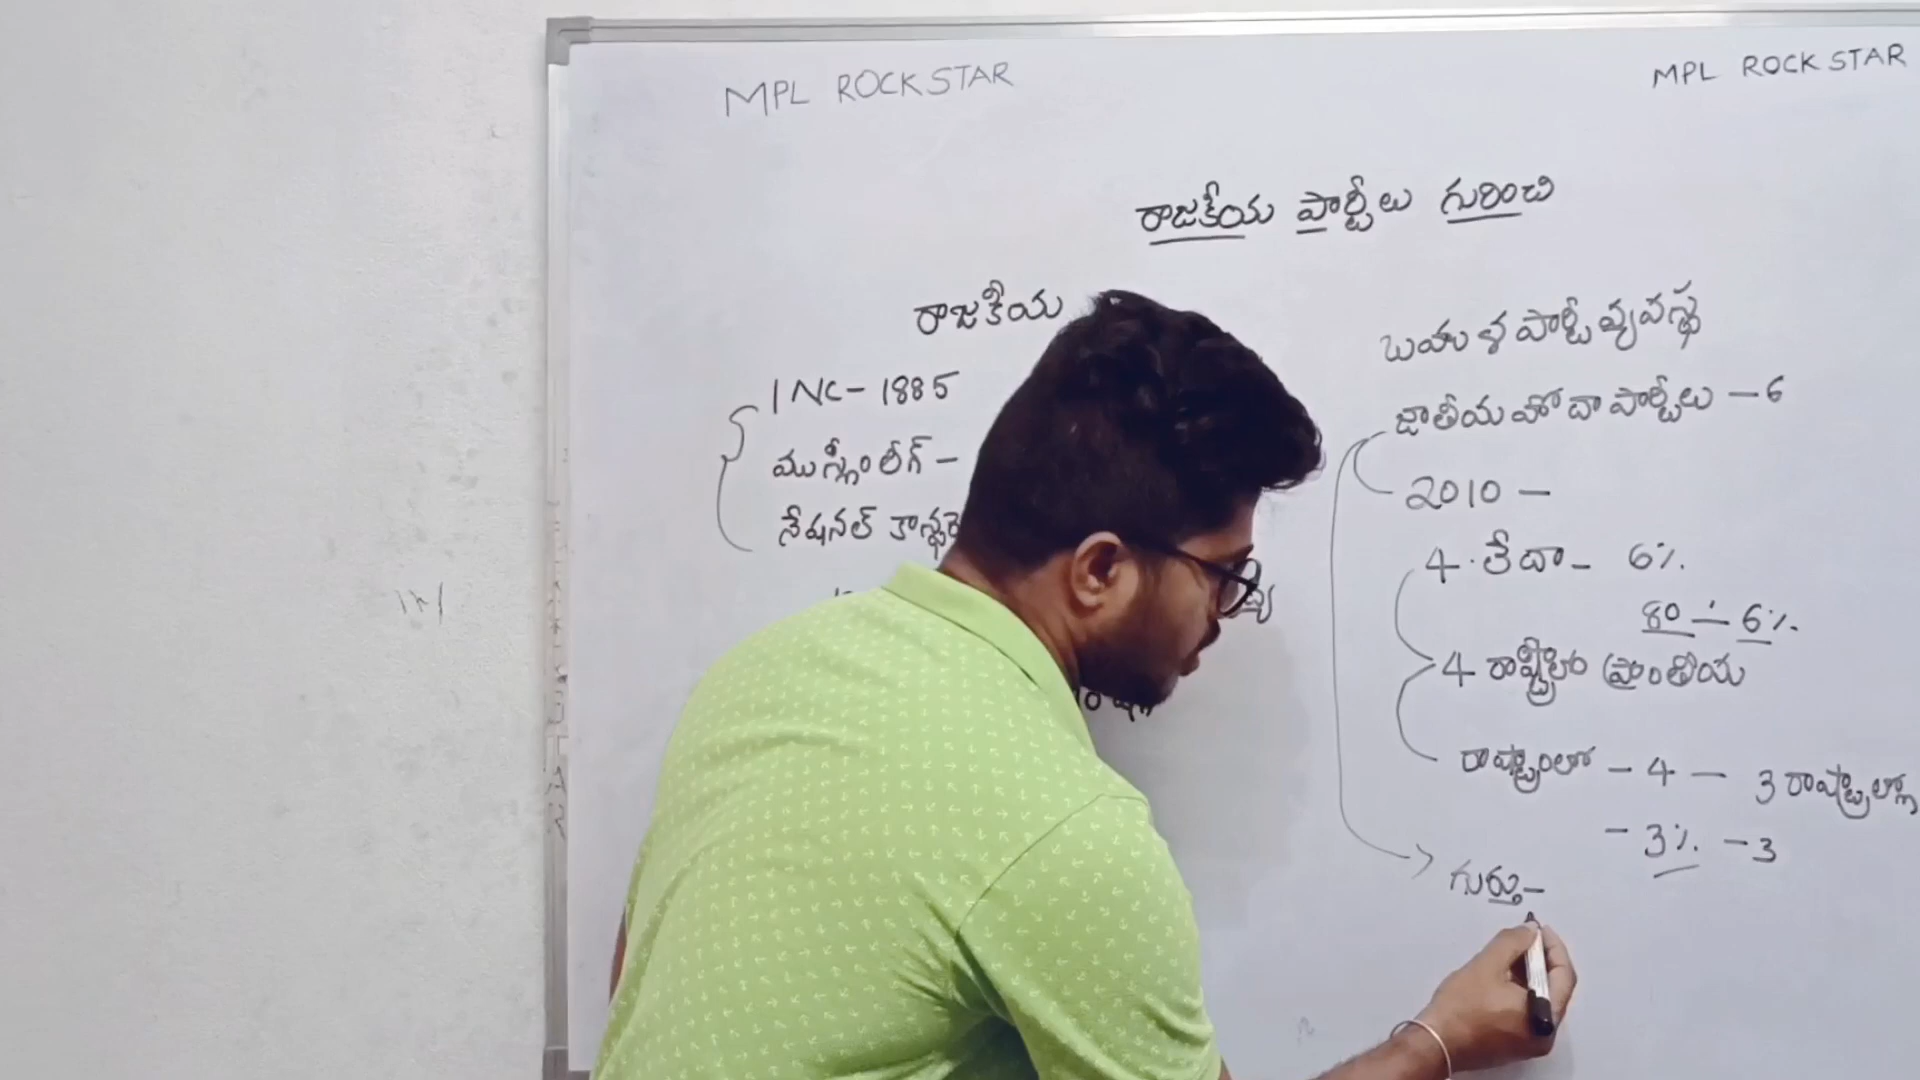 MPL ROCKSTAR
MPL ROCKSTAR
రాజకీయ పార్టీలు గురించి
రాజకీయ
INC - 1885
ముస్లీం లీగ్ -
నేషనల్ కాన్ఫరె
బహుళ పార్టీ వ్యవస్థ
జాతీయ హోదా పార్టీలు - 6
2010 -
4. తేదా - 6%.
80 ÷ 6%.
4 రాష్ట్రం ప్రాంతీయ
రాష్ట్రంలో - 4 - 3 రాష్ట్రాల్లో
- 3%. - 3
గుర్తు -